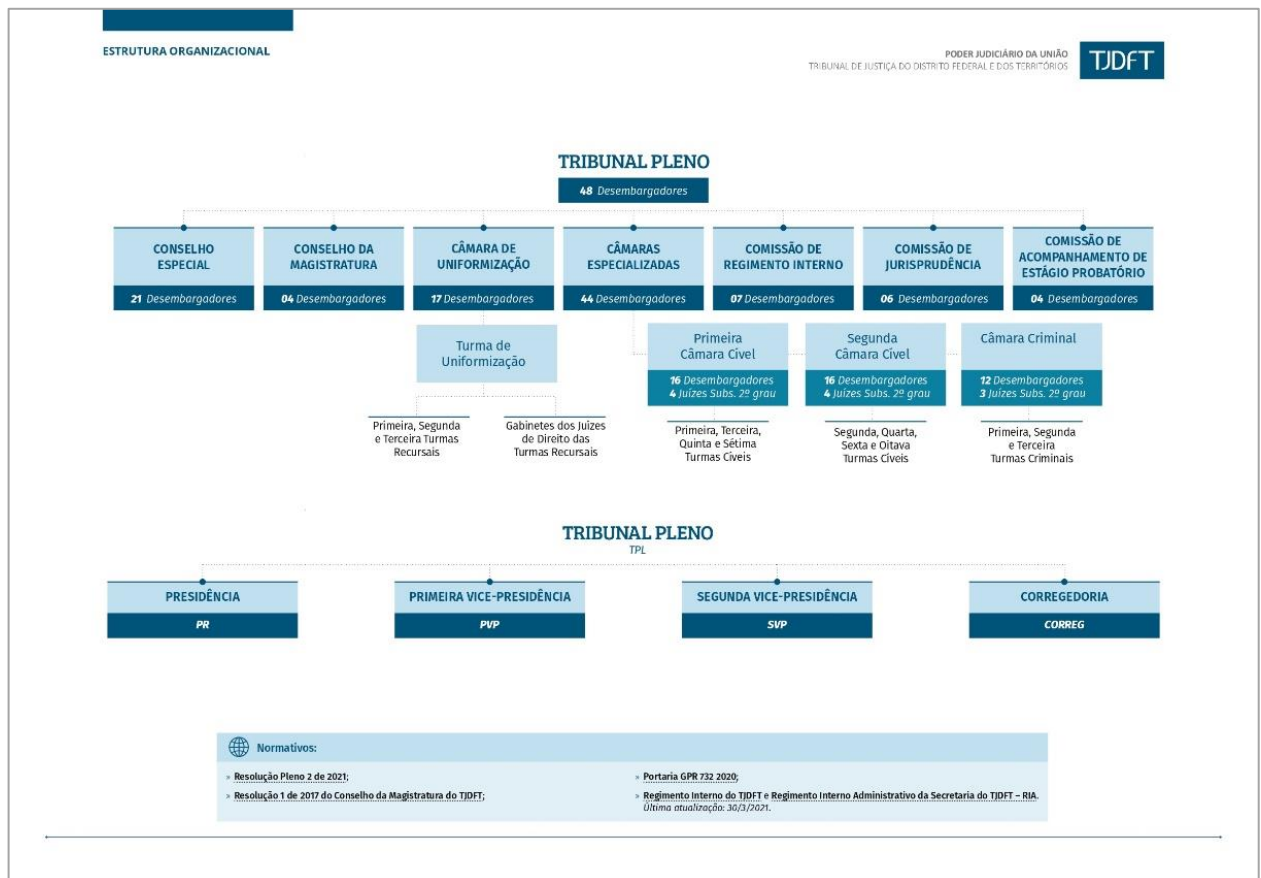 ESTRUTURA ORGANIZACIONAL
PODER JUDICIÁRIO DA UNIÃO
TRIBUNAL DE JUSTIÇA DO DISTRITO FEDERAL E DOS TERRITÓRIOS
TJDFT
TRIBUNAL PLENO
48 Desembargadores
CONSELHO
ESPECIAL
21 Desembargadores
CONSELHO DA
MAGISTRATURA
04 Desembargadores
CÂMARA DE
UNIFORMIZAÇÃO
17 Desembargadores
CÂMARAS
ESPECIALIZADAS
44 Desembargadores
COMISSÃO DE
REGIMENTO INTERNO
07 Desembargadores
COMISSÃO DE
JURISPRUDÊNCIA
06 Desembargadores
COMISSÃO DE
ACOMPANHAMENTO DE
ESTÁGIO PROBATÓRIO
04 Desembargadores
Turma de
Uniformização
Primeira, Segunda
e Terceira Turmas
Recursais
Gabinetes dos Juízes
de Direito das
Turmas Recursais
Primeira
Câmara Cível
16 Desembargadores
4 Juízes Subs. 2º grau
Primeira, Terceira,
Quinta e Sétima
Turmas Cíveis
Segunda
Câmara Cível
16 Desembargadores
4 Juízes Subs. 2º grau
Segunda, Quarta,
Sexta e Oitava
Turmas Cíveis
Câmara Criminal
12 Desembargadores
3 Juízes Subs. 2º grau
Primeira, Segunda
e Terceira
Turmas Criminais
TRIBUNAL PLENO
TPL
PRESIDÊNCIA
PR
PRIMEIRA VICE-PRESIDÊNCIA
PVP
SEGUNDA VICE-PRESIDÊNCIA
SVP
CORREGEDORIA
CORREG
Normativos:
» Resolução Pleno 2 de 2021;
» Resolução 1 de 2017 do Conselho da Magistratura do TJDFT;
» Portaria GPR 732 2020;
» Regimento Interno do TJDFT e Regimento Interno Administrativo da Secretaria do TJDFT – RIA.
Última atualização: 30/3/2021.